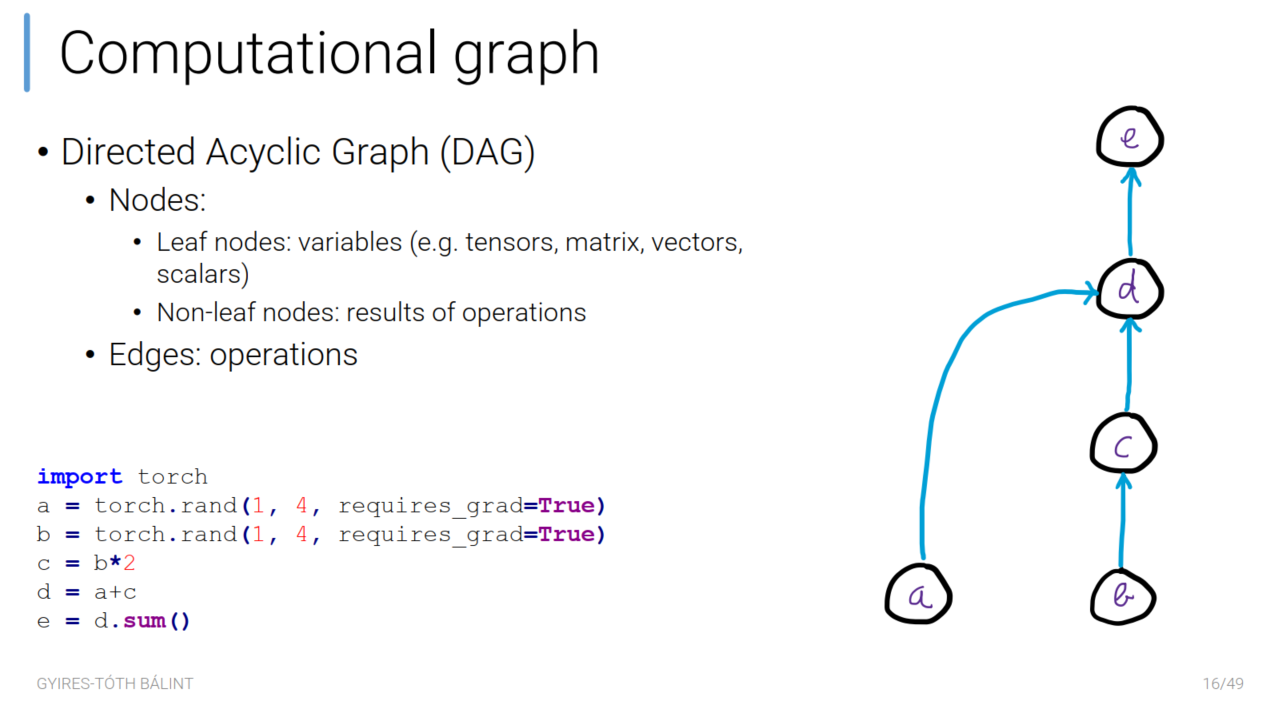 Computational graph
• Directed Acyclic Graph (DAG)
• Nodes:
• Leaf nodes: variables (e.g. tensors, matrix, vectors,
scalars)
• Non-leaf nodes: results of operations
• Edges: operations
import torch
a = torch.rand(1, 4, requires_grad=True)
b = torch.rand(1, 4, requires_grad=True)
c = b*2
d = a+c
e = d.sum()
e
d
c
a
b
GYIRES-TÓTH BÁLINT
16/49